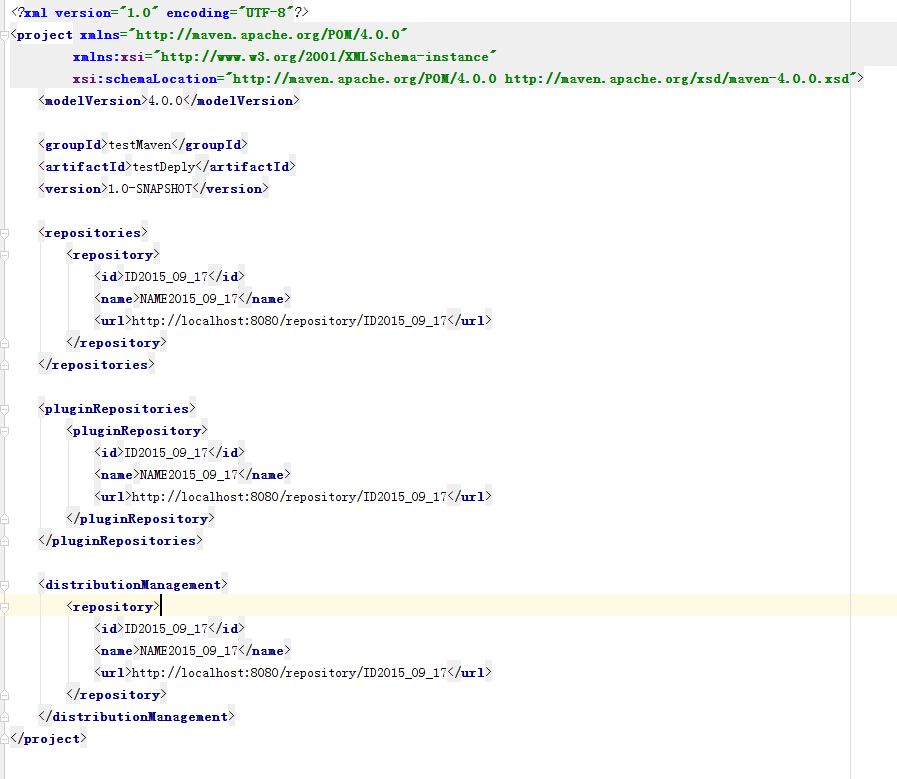 <?xml version="1.0" encoding="UTF-8"?>
<project xmlns="http://maven.apache.org/POM/4.0.0"
xmlns:xsi="http://www.w3.org/2001/XMLSchema-instance"
xsi:schemaLocation="http://maven.apache.org/POM/4.0.0 http://maven.apache.org/xsd/maven-4.0.0.xsd">
<modelVersion>4.0.0</modelVersion>
<groupId>testMaven</groupId>
<artifactId>testDeply</artifactId>
<version>1.0-SNAPSHOT</version>
<repositories>
<repository>
<id>ID2015_09_17</id>
<name>NAME2015_09_17</name>
<url>http://localhost:8080/repository/ID2015_09_17</url>
</repository>
</repositories>
<pluginRepositories>
<pluginRepository>
<id>ID2015_09_17</id>
<name>NAME2015_09_17</name>
<url>http://localhost:8080/repository/ID2015_09_17</url>
</pluginRepository>
</pluginRepositories>
<distributionManagement>
<repository>
<id>ID2015_09_17</id>
<name>NAME2015_09_17</name>
<url>http://localhost:8080/repository/ID2015_09_17</url>
</repository>
</distributionManagement>
</project>